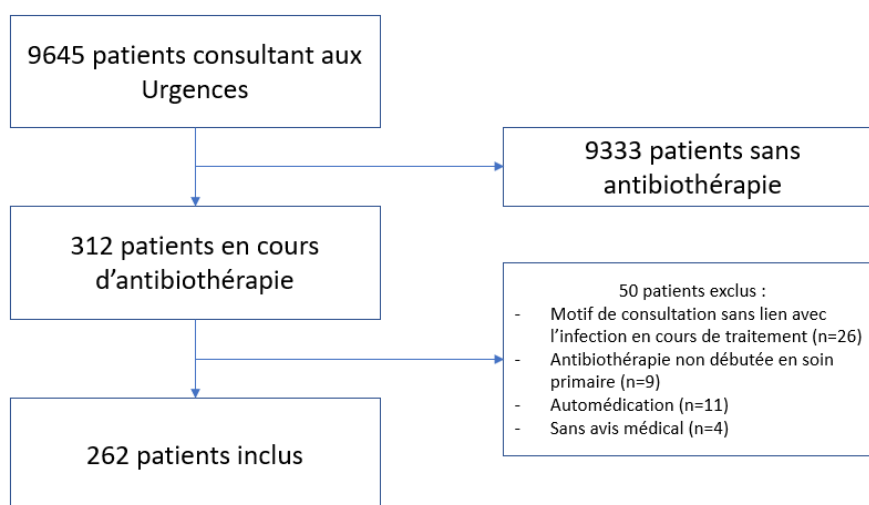 9645 patients consultant aux
Urgences
9333 patients sans
antibiothérapie
312 patients en cours
d’antibiothérapie
50 patients exclus :
- Motif de consultation sans lien avec
l’infection en cours de traitement (n=26)
- Antibiothérapie non débutée en soin
primaire (n=9)
- Automédication (n=11)
- Sans avis médical (n=4)
262 patients inclus